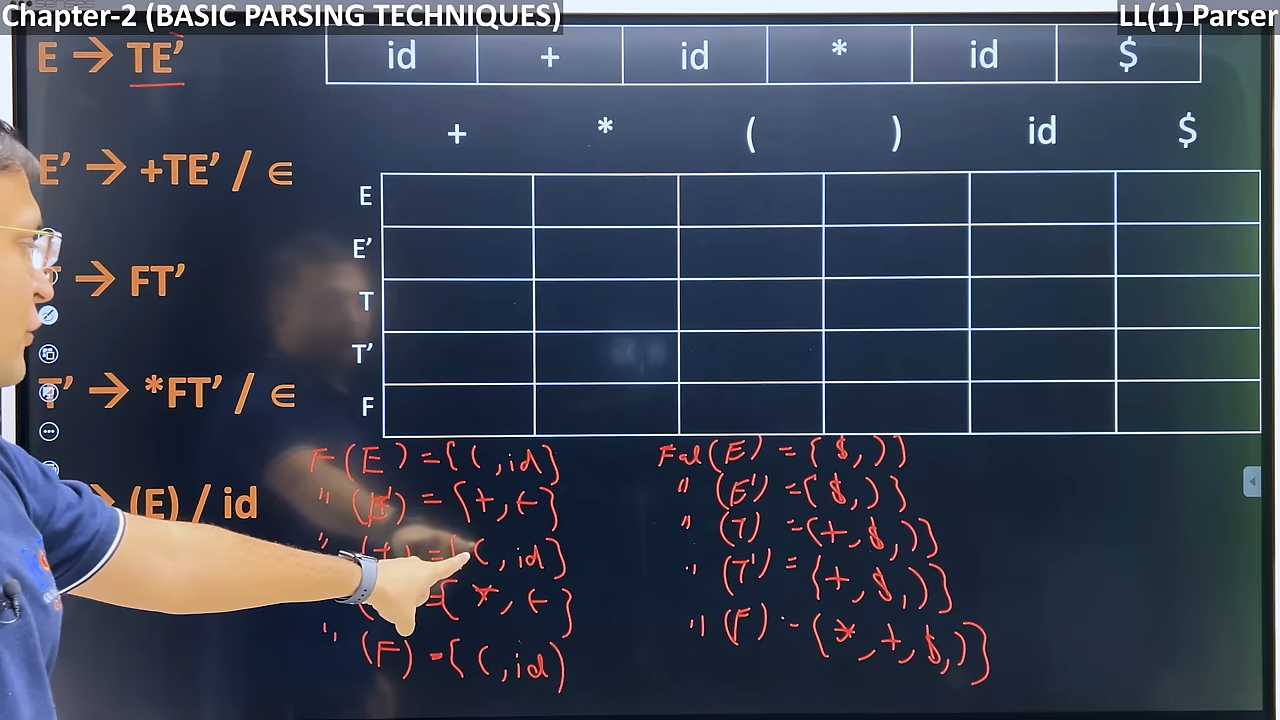 Chapter-2 (BASIC PARSING TECHNIQUES)
LL(1) Parser
E → TE’
E’ → +TE’ / ∈
→ FT’
T’ → *FT’ / ∈
→ (E) / id
id + id * id $
+ * ( ) id $
E
E’
T
T’
F
F(E) = {(, id}
" (E') = {+, ϵ}
" (T) = {(, id}
= {*, ϵ}
" (F) = {(, id}
Fol(E) = {$, )}
" (E') = {$, )}
" (T) = {+, $, )}
" (T') = {+, $, )}
" (F) = {*, +, $, )}